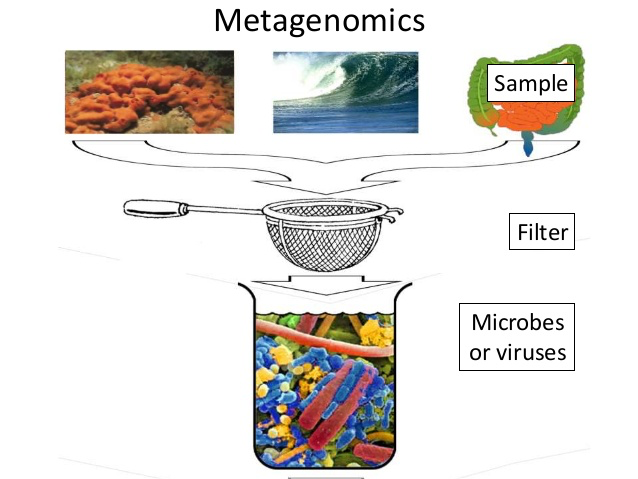 Metagenomics
Sample
Filter
Microbes
or viruses